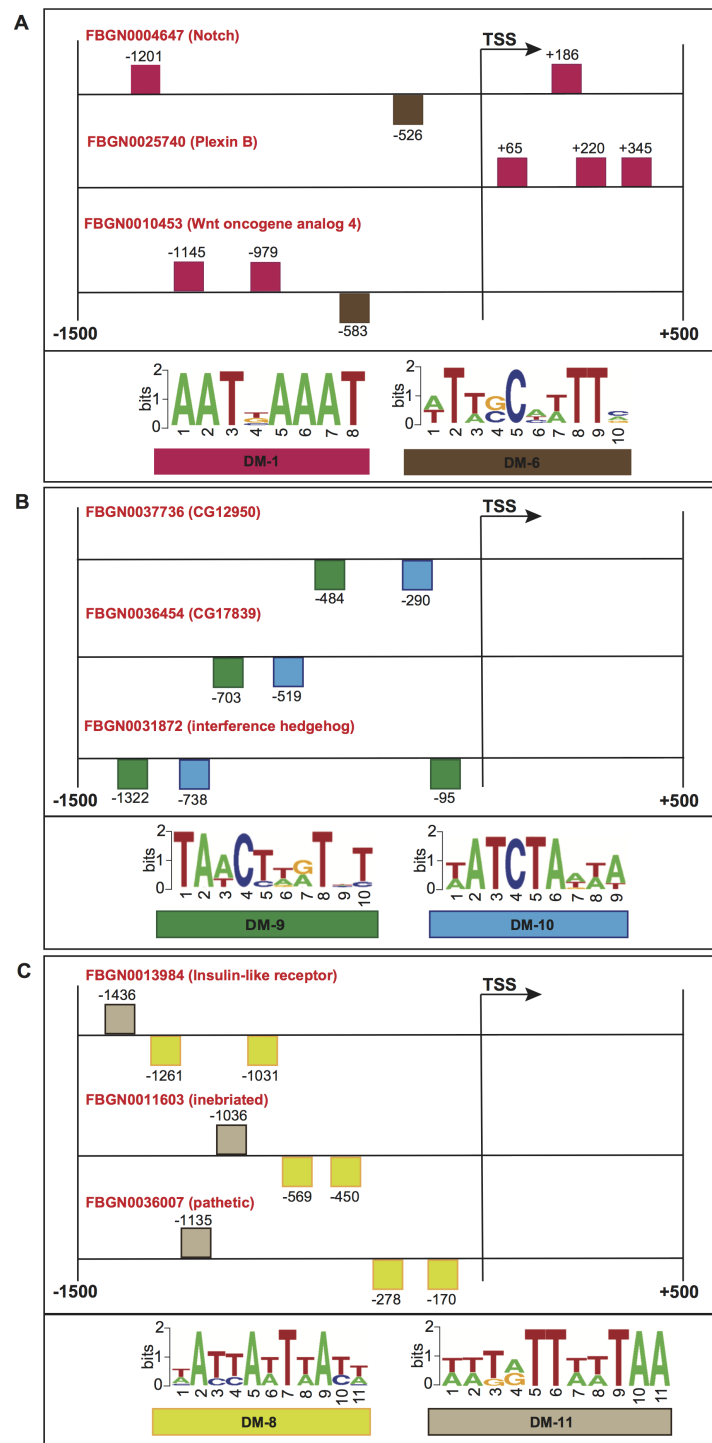 A
FBGN0004647 (Notch)
-1201
TSS
+186
-526
FBGN0025740 (Plexin B)
+65
+220
+345
FBGN0010453 (Wnt oncogene analog 4)
-1145
-979
-583
-1500
+500
bits
2
1
0
AAT AAAT
1 2 3 4 5 6 7 8
DM-1
bits
2
1
0
1 2 3 4 5 6 7 8 9 10
DM-6
B
FBGN0037736 (CG12950)
TSS
-484
-290
FBGN0036454 (CG17839)
-703
-519
FBGN0031872 (interference hedgehog)
-1322
-738
-95
-1500
+500
bits
2
1
0
1 2 3 4 5 6 7 8 9 10
DM-9
bits
2
1
0
TATCTAATA
1 2 3 4 5 6 7 8 9
DM-10
C
FBGN0013984 (Insulin-like receptor)
-1436
TSS
-1261
-1031
FBGN0011603 (inebriated)
-1036
-569
-450
FBGN0036007 (pathetic)
-1135
-278
-170
-1500
+500
bits
2
1
0
1 2 3 4 5 6 7 8 9 10 11
DM-8
bits
2
1
0
1 2 3 4 5 6 7 8 9 10 11
DM-11